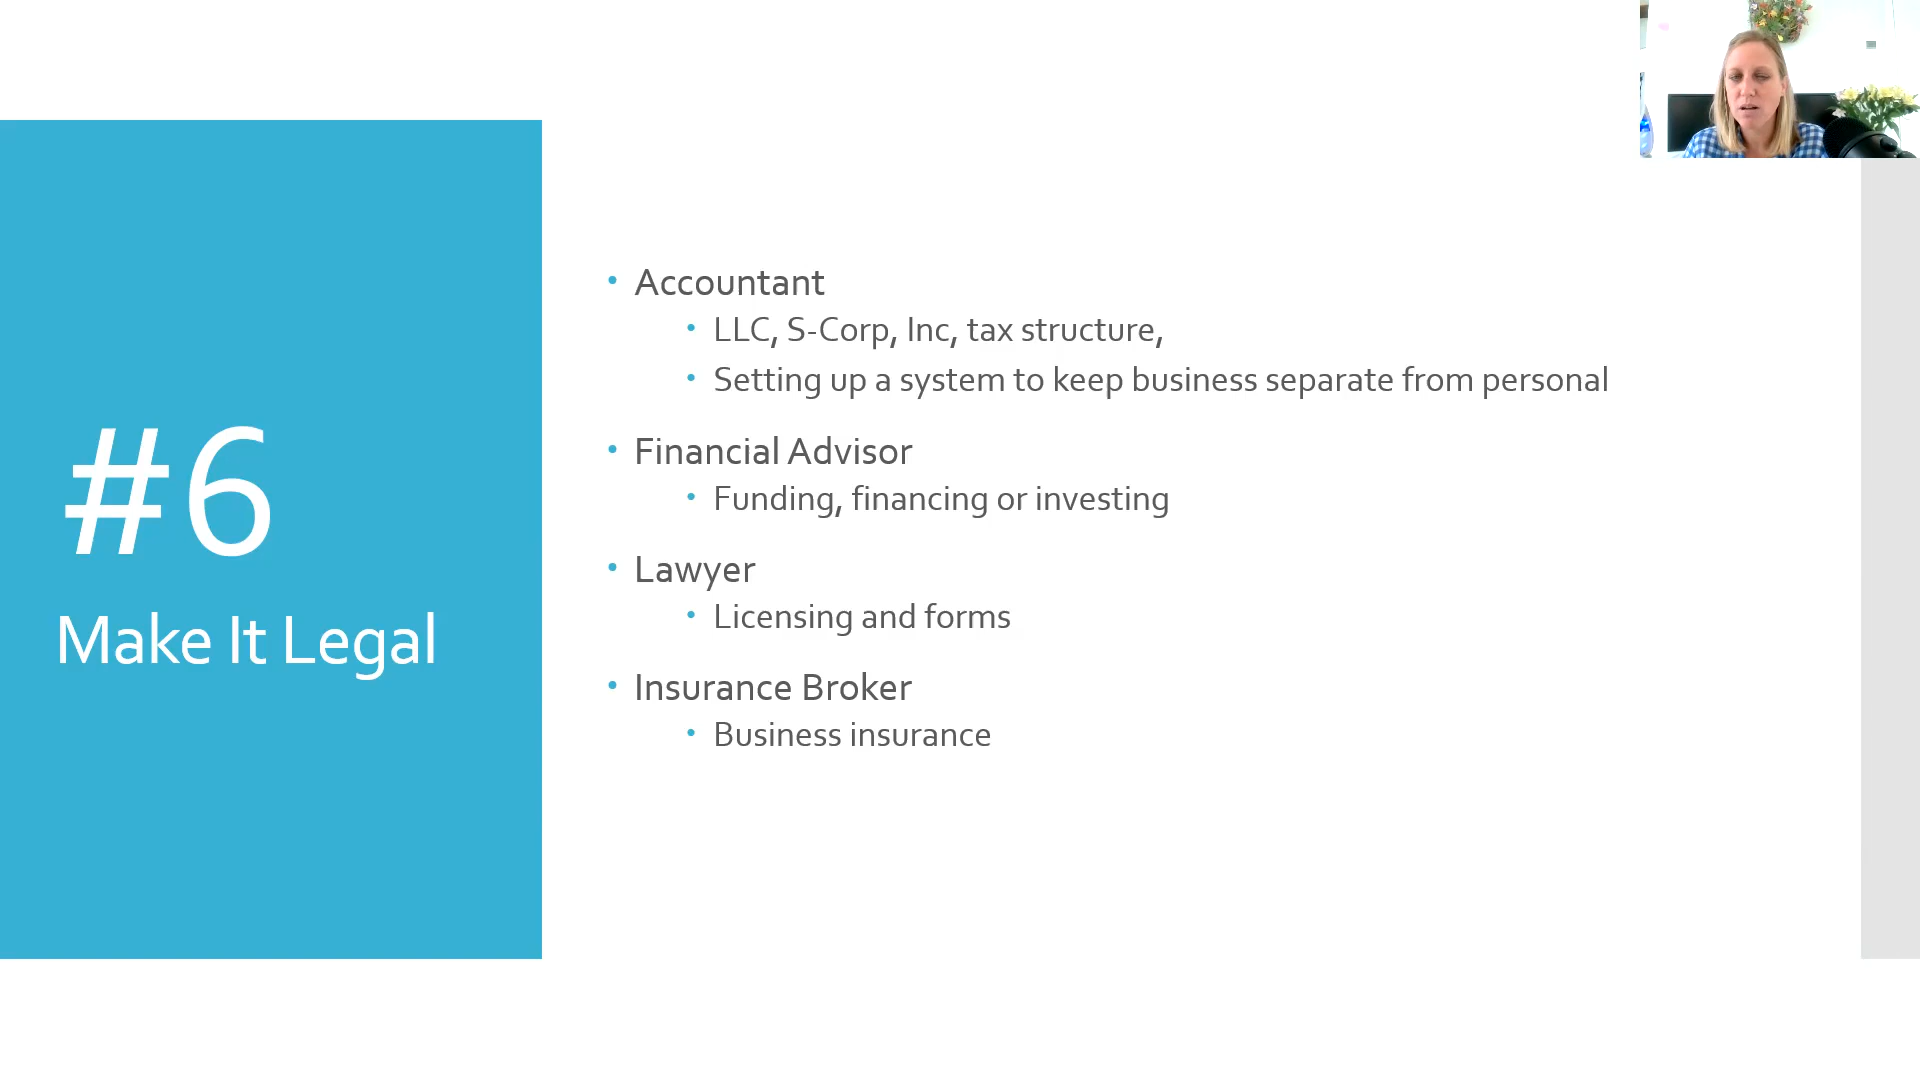 #6
Make It Legal
• Accountant
• LLC, S-Corp, Inc, tax structure,
• Setting up a system to keep business separate from personal
• Financial Advisor
• Funding, financing or investing
• Lawyer
• Licensing and forms
• Insurance Broker
• Business insurance